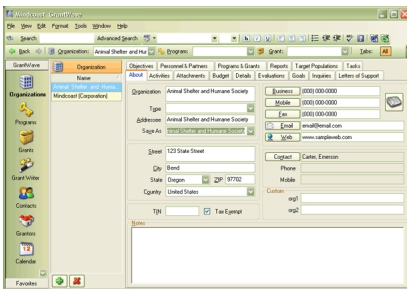 Mindcoast GrantWave
File View Edit Format Tools Window Help
Search Advanced Search
Back Organization: Animal Shelter and Hur Program: Grant: Tabs: All
GrantWave
Organizations
Programs
Grants
Grant Writer
Contacts
Grantors
Calendar
Favorites
Organization
Name
Animal Shelter and Huma
Mindcoast (Corporation)
Objectives Personnel & Partners Programs & Grants Reports Target Populations Tasks
About Activities Attachments Budget Details Evaluations Goals Inquiries Letters of Support
Organization Animal Shelter and Humane Society
Type
Addressee Animal Shelter and Humane Society
Save As Animal Shelter and Humane Society
Street 123 State Street
City Bend
State Oregon ZIP 97702
Country United States
TIN Tax Exempt
Business (000) 000-0000
Mobile (000) 000-0000
Fax (000) 000-0000
Email email@email.com
Web www.sampleweb.com
Contact Carter, Emerson
Phone
Mobile
Custom
org1
org2
Notes